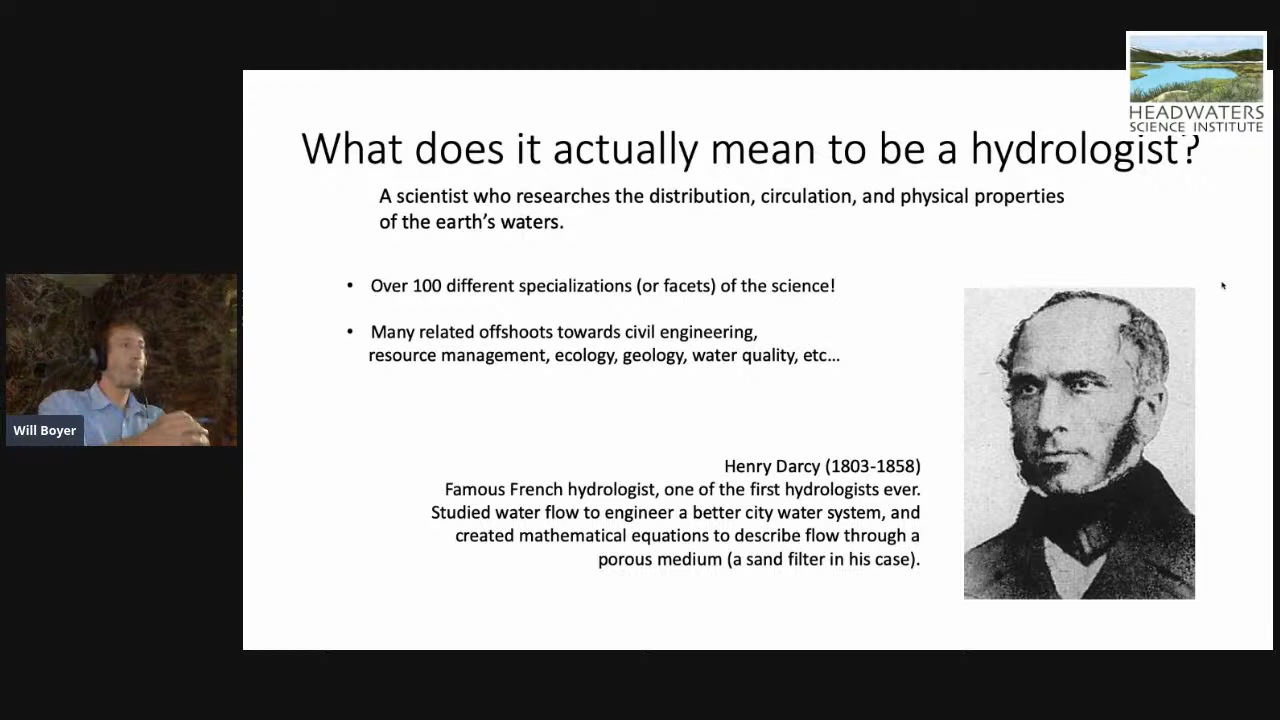 HEADWATERS
SCIENCE INSTITUTE
What does it actually mean to be a hydrologist?
A scientist who researches the distribution, circulation, and physical properties
of the earth's waters.
• Over 100 different specializations (or facets) of the science!
• Many related offshoots towards civil engineering,
resource management, ecology, geology, water quality, etc...
Will Boyer
Henry Darcy (1803-1858)
Famous French hydrologist, one of the first hydrologists ever.
Studied water flow to engineer a better city water system, and
created mathematical equations to describe flow through a
porous medium (a sand filter in his case).